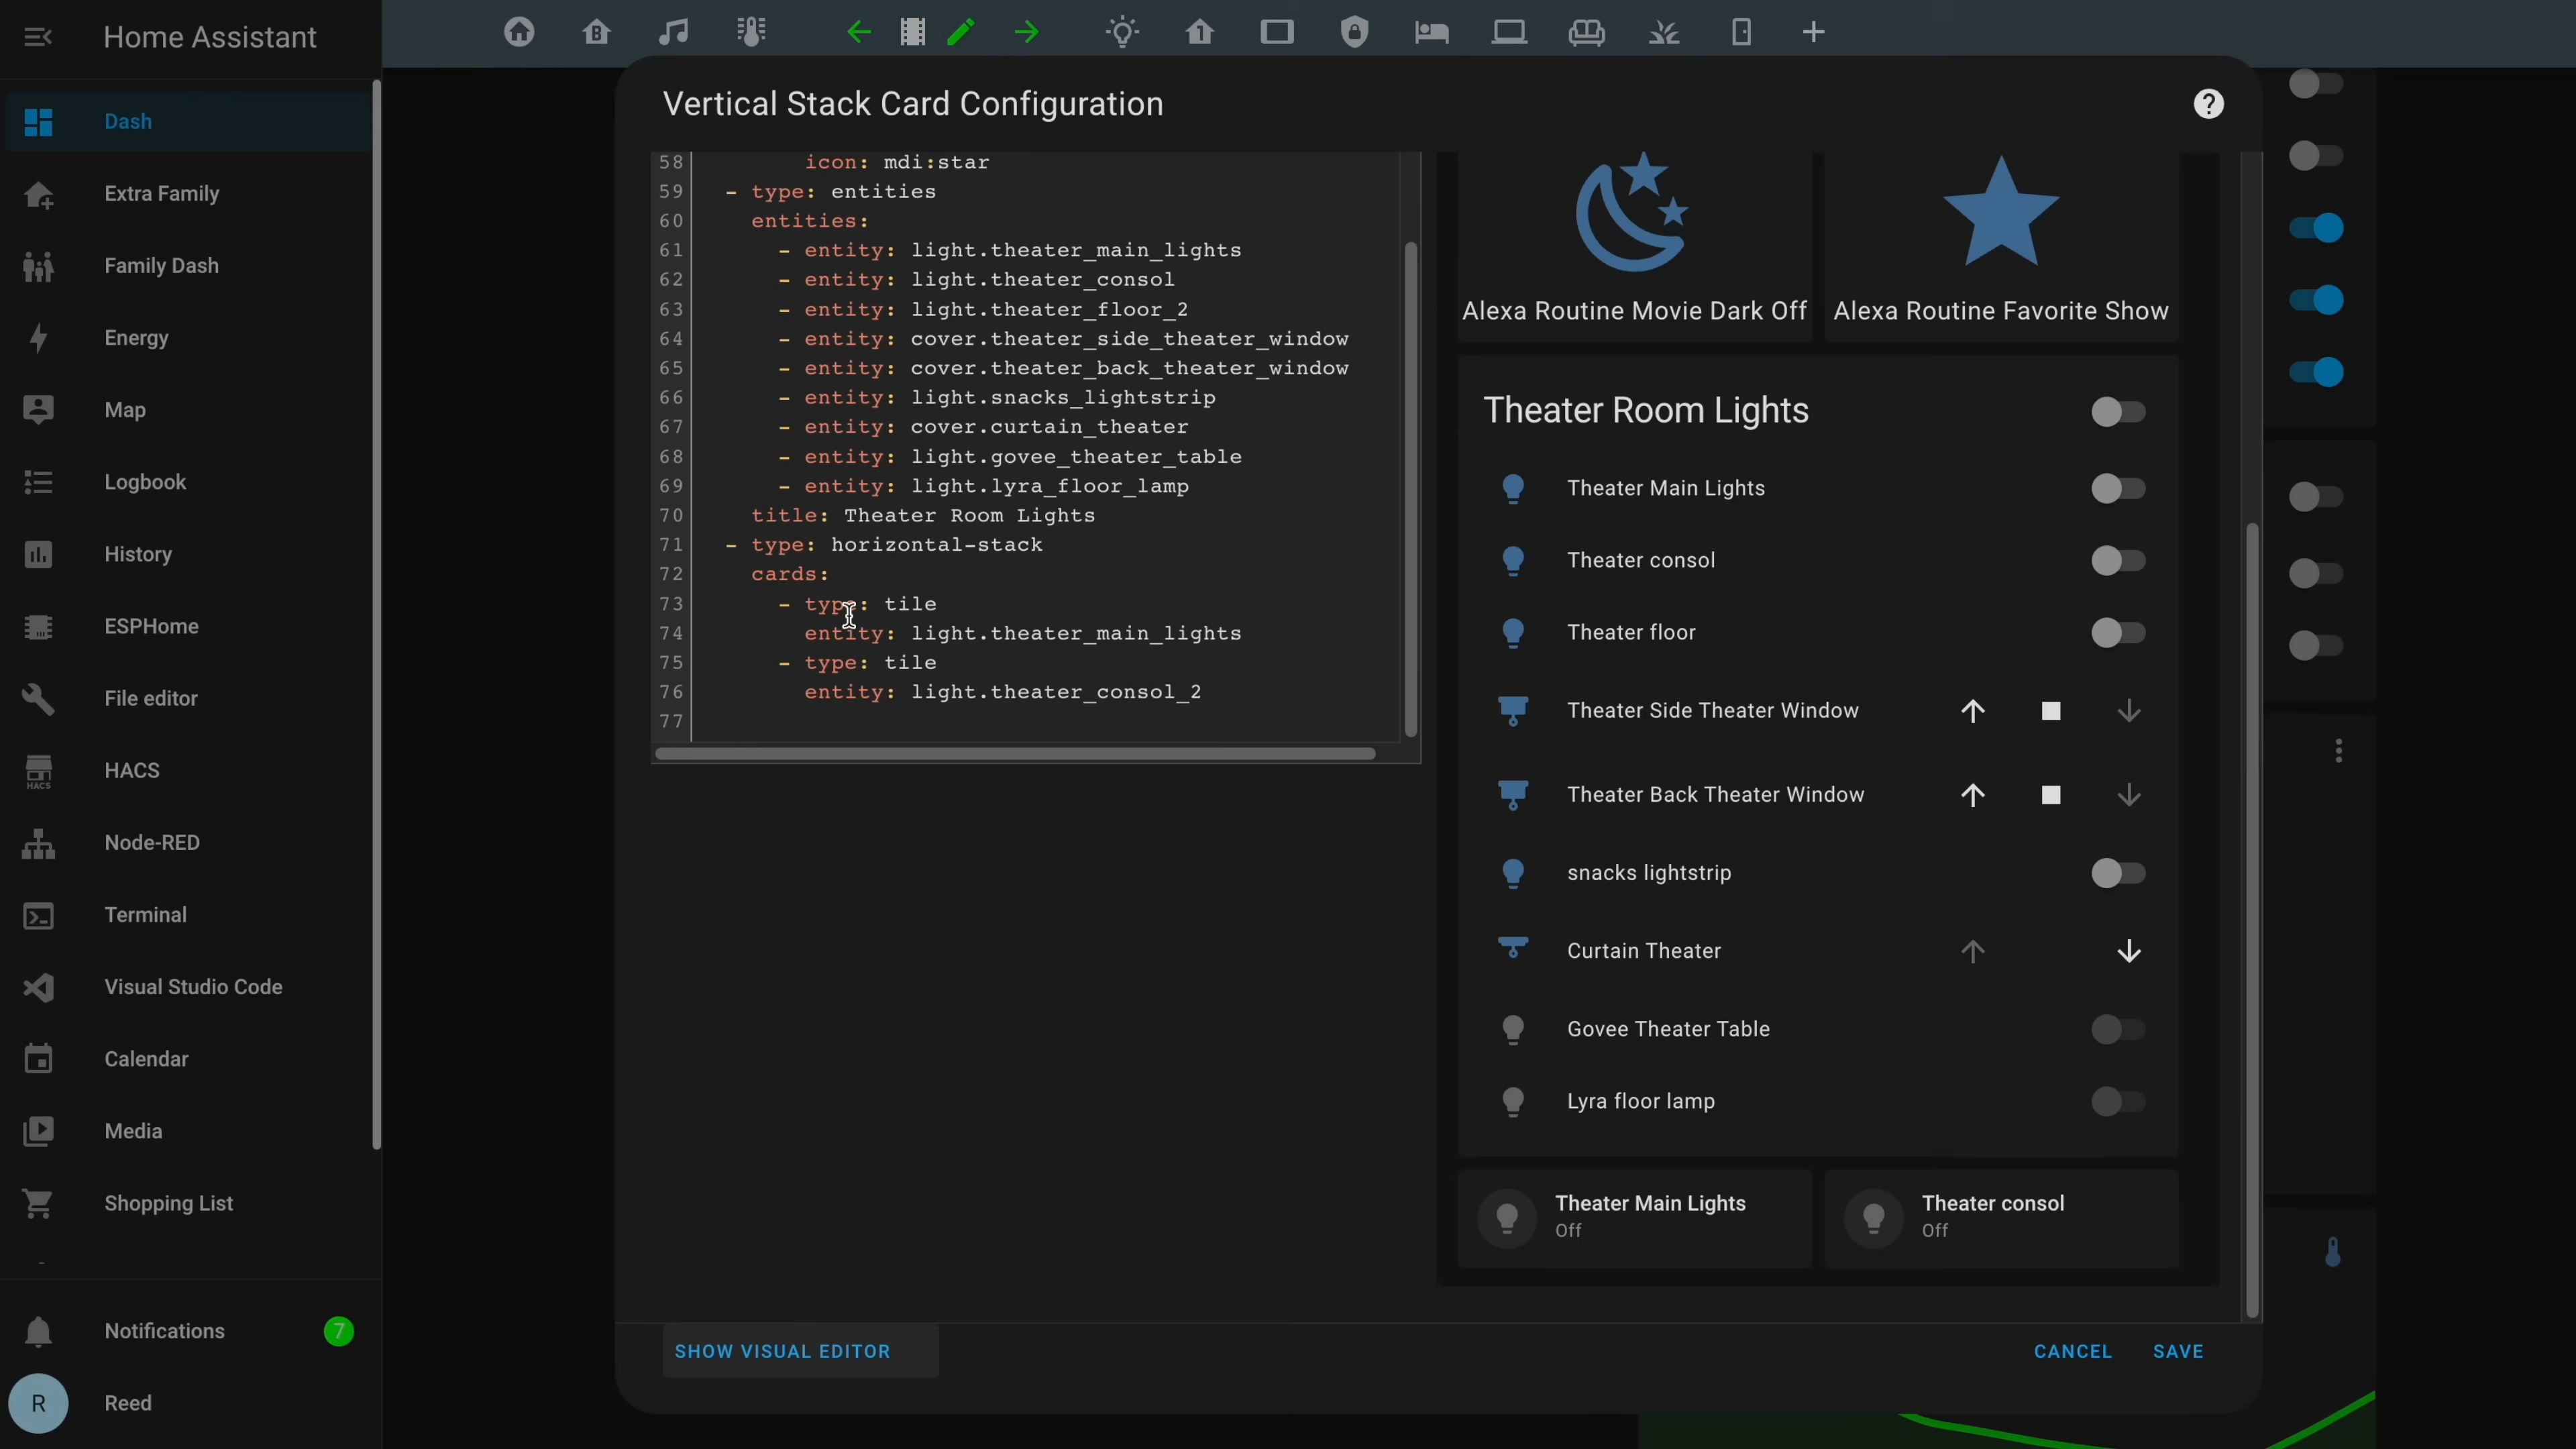 Home Assistant
Dash
Extra Family
Family Dash
Energy
Map
Logbook
History
ESPHome
File editor
HACS
HACS
Node-RED
Terminal
Visual Studio Code
Calendar
Media
Shopping List
Notifications 7
R Reed
B
1
Vertical Stack Card Configuration
?
58 icon: mdi:star
59 - type: entities
60 entities:
61 - entity: light.theater_main_lights
62 - entity: light.theater_consol
63 - entity: light.theater_floor_2
64 - entity: cover.theater_side_theater_window
65 - entity: cover.theater_back_theater_window
66 - entity: light.snacks_lightstrip
67 - entity: cover.curtain_theater
68 - entity: light.govee_theater_table
69 - entity: light.lyra_floor_lamp
70 title: Theater Room Lights
71 - type: horizontal-stack
72 cards:
73 - type: tile
74 entity: light.theater_main_lights
75 - type: tile
76 entity: light.theater_consol_2
77
Alexa Routine Movie Dark Off
Alexa Routine Favorite Show
Theater Room Lights
Theater Main Lights
Theater consol
Theater floor
Theater Side Theater Window
Theater Back Theater Window
snacks lightstrip
Curtain Theater
Govee Theater Table
Lyra floor lamp
Theater Main Lights
Off
Theater consol
Off
SHOW VISUAL EDITOR
CANCEL
SAVE